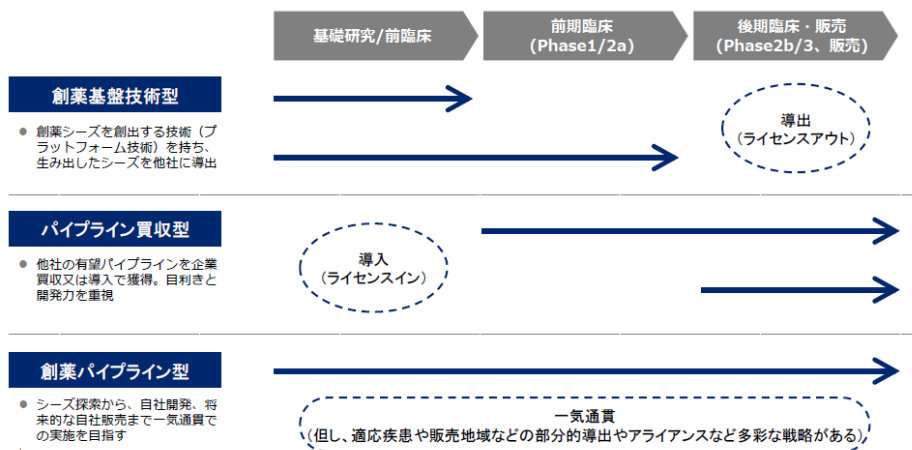 基礎研究/前臨床
前期臨床
(Phase1/2a)
後期臨床・販売
(Phase2b/3、販売)
創薬基盤技術型
● 創薬シーズを創出する技術（プ
ラットフォーム技術）を持ち、
生み出したシーズを他社に導出
導出
（ライセンスアウト）
パイプライン買収型
● 他社の有望パイプラインを企業
買収又は導入で獲得。目利きと
開発力を重視
導入
（ライセンスイン）
創薬パイプライン型
● シーズ探索から、自社開発、将
来的な自社販売まで一気通貫で
の実施を目指す
一気通貫
（但し、適応疾患や販売地域などの部分的導出やアライアンスなど多彩な戦略がある）